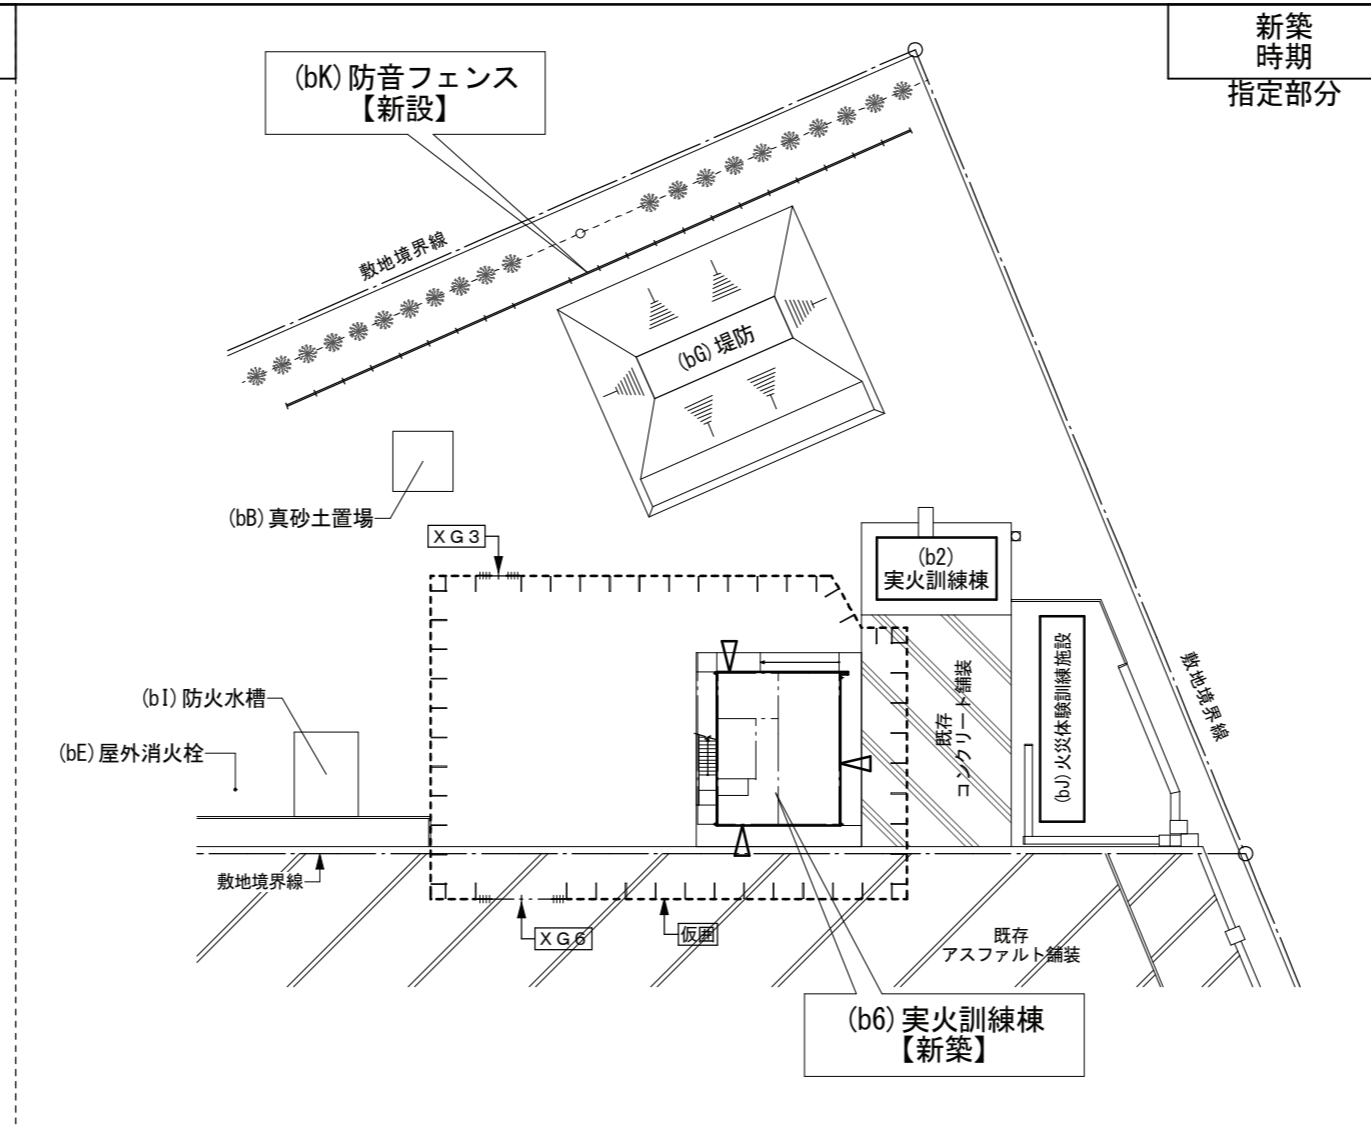 新築
時期
指定部分
(bK)防音フェンス
【新設】
敷地境界線
(bG)堤防
(bB)真砂土置場
XG3
(b2)
実火訓練棟
(bJ)火災体験訓練施設
敷地境界線
既存
コンクリート舗装
(bI)防火水槽
(bE)屋外消火栓
敷地境界線
XG6
仮囲
既存
アスファルト舗装
(b6)実火訓練棟
【新築】